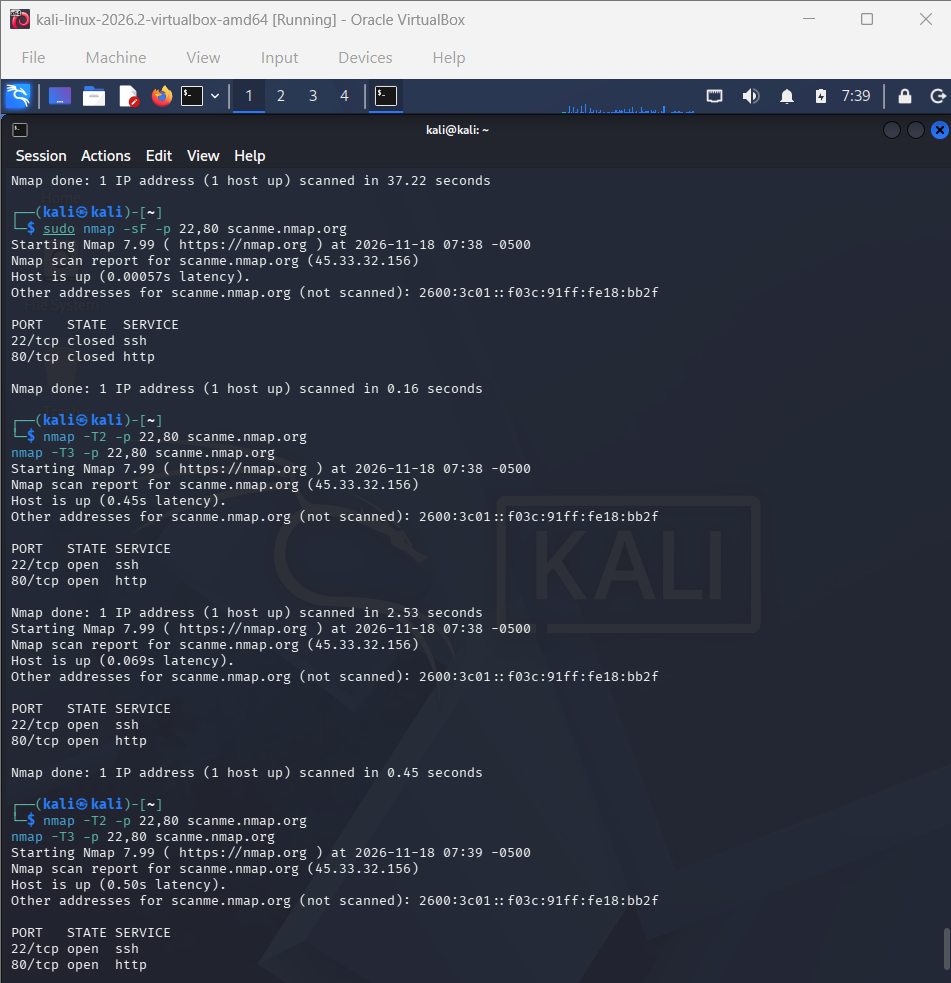 kali-linux-2026.2-virtualbox-amd64 [Running] - Oracle VirtualBox
File Machine View Input Devices Help
1 2 3 4 7:39
kali@kali: ~
Session Actions Edit View Help
Nmap done: 1 IP address (1 host up) scanned in 37.22 seconds
┌──(kali㉿kali)-[~]
└─$ sudo nmap -sF -p 22,80 scanme.nmap.org
Starting Nmap 7.99 ( https://nmap.org ) at 2026-11-18 07:38 -0500
Nmap scan report for scanme.nmap.org (45.33.32.156)
Host is up (0.00057s latency).
Other addresses for scanme.nmap.org (not scanned): 2600:3c01::f03c:91ff:fe18:bb2f
PORT   STATE  SERVICE
22/tcp closed ssh
80/tcp closed http
Nmap done: 1 IP address (1 host up) scanned in 0.16 seconds
┌──(kali㉿kali)-[~]
└─$ nmap -T2 -p 22,80 scanme.nmap.org
nmap -T3 -p 22,80 scanme.nmap.org
Starting Nmap 7.99 ( https://nmap.org ) at 2026-11-18 07:38 -0500
Nmap scan report for scanme.nmap.org (45.33.32.156)
Host is up (0.45s latency).
Other addresses for scanme.nmap.org (not scanned): 2600:3c01::f03c:91ff:fe18:bb2f
PORT   STATE SERVICE
22/tcp open  ssh
80/tcp open  http
KALI
Nmap done: 1 IP address (1 host up) scanned in 2.53 seconds
Starting Nmap 7.99 ( https://nmap.org ) at 2026-11-18 07:38 -0500
Nmap scan report for scanme.nmap.org (45.33.32.156)
Host is up (0.069s latency).
Other addresses for scanme.nmap.org (not scanned): 2600:3c01::f03c:91ff:fe18:bb2f
PORT   STATE SERVICE
22/tcp open  ssh
80/tcp open  http
Nmap done: 1 IP address (1 host up) scanned in 0.45 seconds
┌──(kali㉿kali)-[~]
└─$ nmap -T2 -p 22,80 scanme.nmap.org
nmap -T3 -p 22,80 scanme.nmap.org
Starting Nmap 7.99 ( https://nmap.org ) at 2026-11-18 07:39 -0500
Nmap scan report for scanme.nmap.org (45.33.32.156)
Host is up (0.50s latency).
Other addresses for scanme.nmap.org (not scanned): 2600:3c01::f03c:91ff:fe18:bb2f
PORT   STATE SERVICE
22/tcp open  ssh
80/tcp open  http